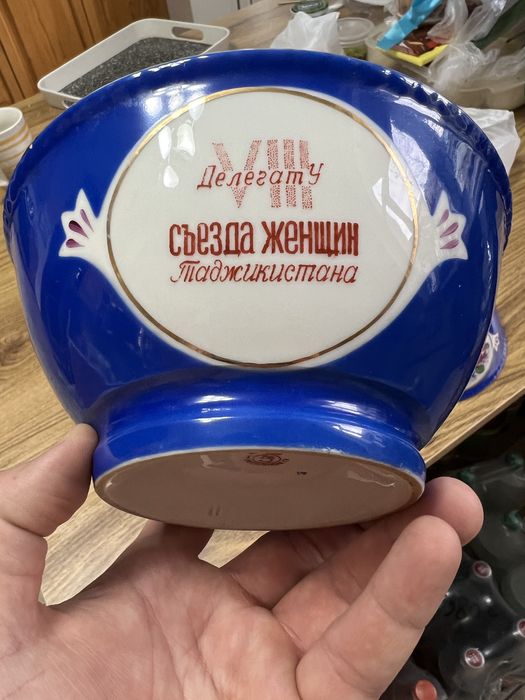 VIII
Делегату
съезда женщин
Таджикистана